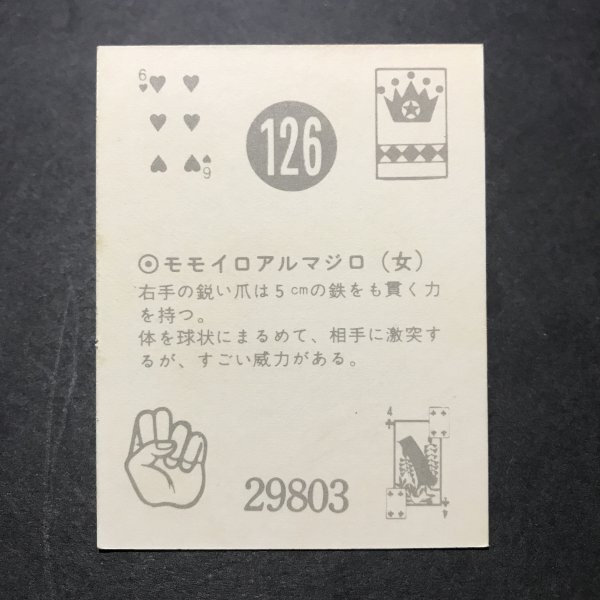 6
126
6
⦿モモイロアルマジロ（女）
右手の鋭い爪は5cmの鉄をも貫く力
を持つ。
体を球状にまるめて、相手に激突す
るが、すごい威力がある。
4
29803
4